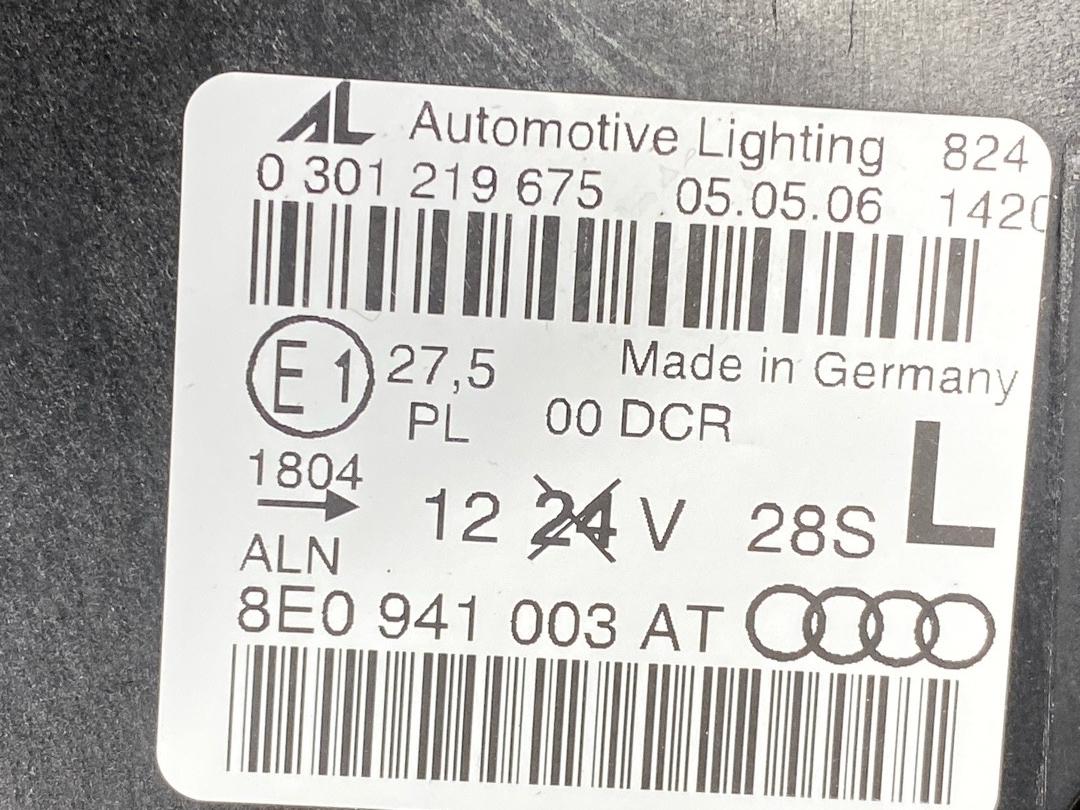 AL Automotive Lighting 824
0 301 219 675 05.05.06 1420
E1 27,5 Made in Germany
PL 00 DCR
1804
12 24 V 28S L
ALN
8E0 941 003 AT